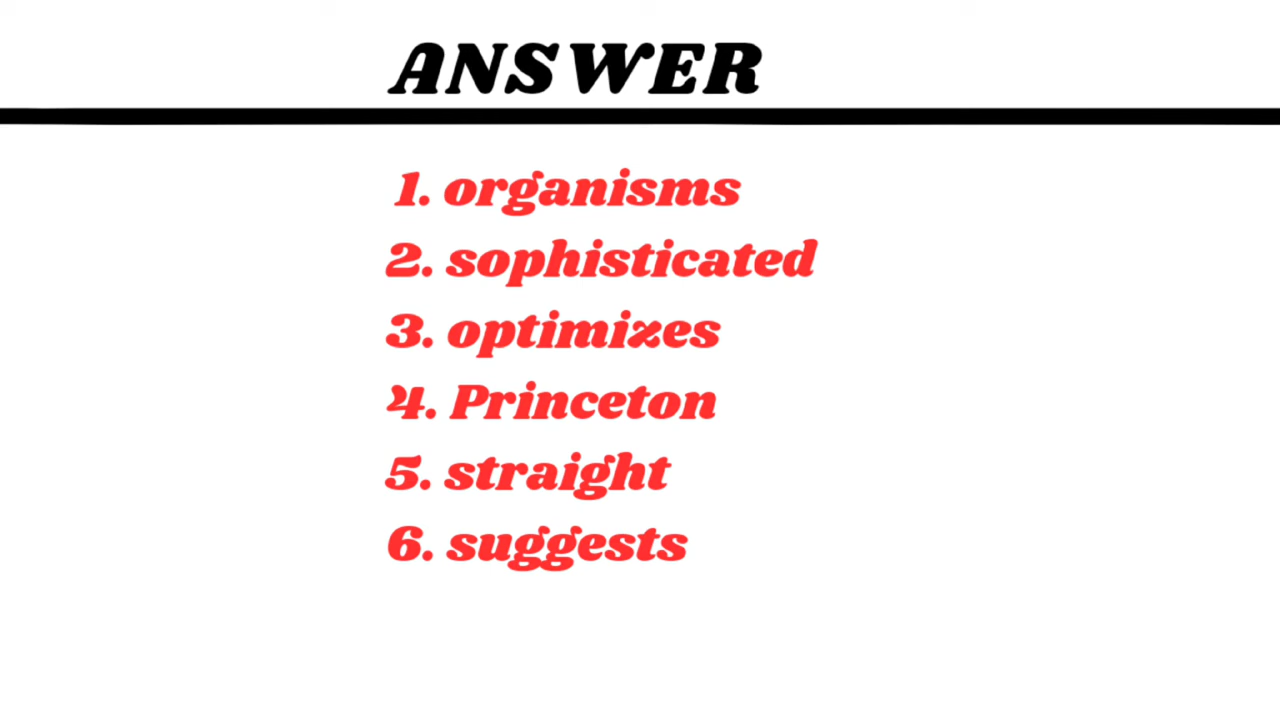 ANSWER
1. organisms
2. sophisticated
3. optimizes
4. Princeton
5. straight
6. suggests